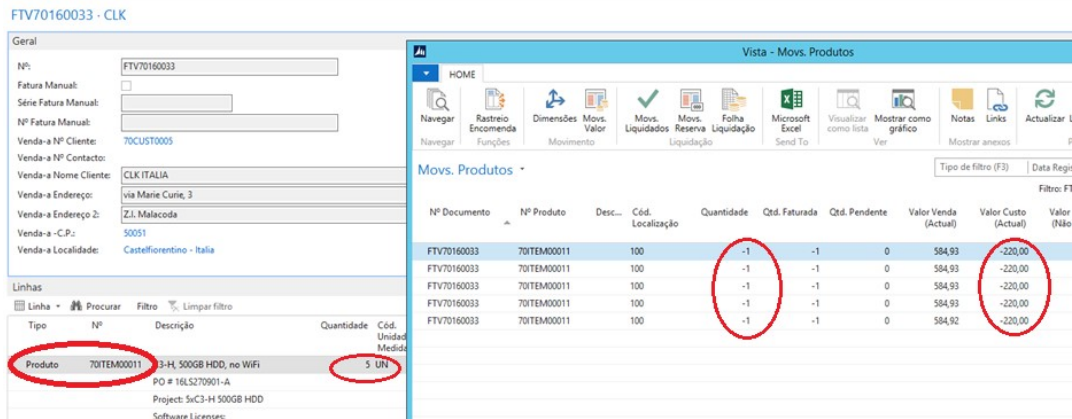 FTV70160033 - CLK
Geral
Nº: FTV70160033
Fatura Manual:
Série Fatura Manual:
Nº Fatura Manual:
Venda-a Nº Cliente: 70CUST0005
Venda-a Nº Contacto:
Venda-a Nome Cliente: CLK ITALIA
Venda-a Endereço: via Marie Curie, 3
Venda-a Endereço 2: Z.I. Malacoda
Venda-a -C.P.: 50051
Venda-a Localidade: Castelfiorentino - Italia
Linhas
Linha Procurar Filtro Limpar filtro
Tipo Nº Descrição Quantidade Cód. Unidad Medida
Produto 70ITEM00011 C3-H, 500GB HDD, no WiFi 5 UN
PO # 16LS270901-A
Project: 5xC3-H 500GB HDD
Software Licenses:
Vista - Movs. Produtos
HOME
Navegar Rastreio Encomenda Dimensões Movs. Valor Movs. Liquidados Movs. Reserva Folha Liquidação Microsoft Excel Visualizar como lista Mostrar como gráfico Notas Links Actualizar
Navegar Funções Movimento Liquidação Send To Ver Mostrar anexos
Movs. Produtos
Tipo de filtro (F3) Data Regis
Filtro: FT
Nº Documento Nº Produto Desc... Cód. Localização Quantidade Qtd. Faturada Qtd. Pendente Valor Venda (Actual) Valor Custo (Actual) Valor (Não
FTV70160033 70ITEM00011 100 -1 -1 0 584,93 -220,00
FTV70160033 70ITEM00011 100 -1 -1 0 584,93 -220,00
FTV70160033 70ITEM00011 100 -1 -1 0 584,93 -220,00
FTV70160033 70ITEM00011 100 -1 -1 0 584,93 -220,00
FTV70160033 70ITEM00011 100 -1 -1 0 584,92 -220,00